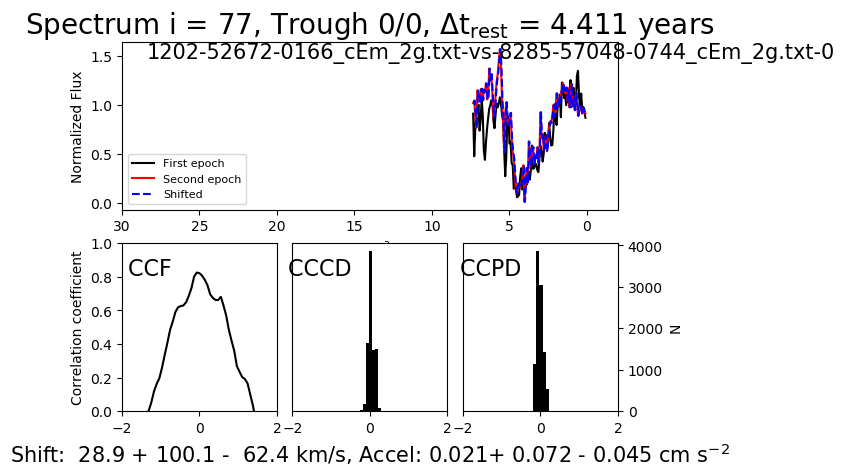 Spectrum i = 77, Trough 0/0, Δt_rest = 4.411 years
1202-52672-0166_cEm_2g.txt-vs-8285-57048-0744_cEm_2g.txt-0
Normalized Flux
1.5
1.0
0.5
0.0
First epoch
Second epoch
Shifted
30 25 20 15 10 5 0
Correlation coefficient
1.0
0.8
0.6
0.4
0.2
0.0
CCF
CCCD
CCPD
4000
3000
2000
1000
0
N
−2 0 2
−2 0 2
−2 0 2
Shift: 28.9 + 100.1 - 62.4 km/s, Accel: 0.021+ 0.072 - 0.045 cm s⁻²